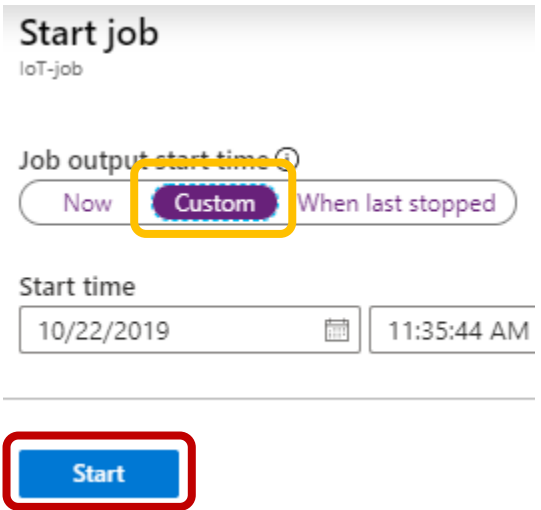 Start job
IoT-job
Job output start time
Now Custom When last stopped
Start time
10/22/2019 11:35:44 AM
Start